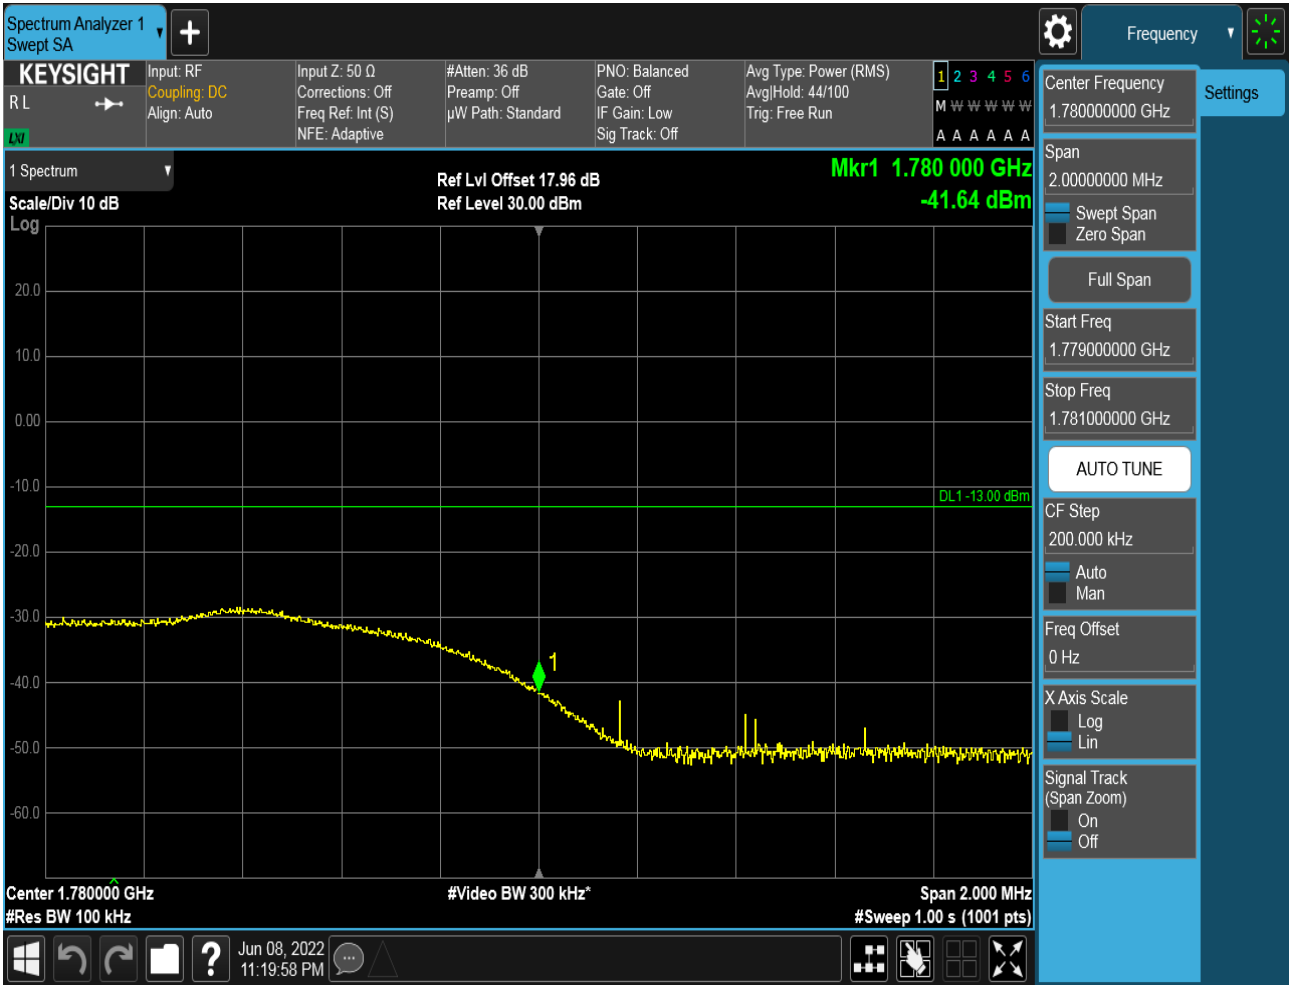 Spectrum Analyzer 1
Swept SA
Frequency
KEYSIGHT
R L
LXI
Input: RF
Coupling: DC
Align: Auto
Input Z: 50 Ω
Corrections: Off
Freq Ref: Int (S)
NFE: Adaptive
#Atten: 36 dB
Preamp: Off
µW Path: Standard
PNO: Balanced
Gate: Off
IF Gain: Low
Sig Track: Off
Avg Type: Power (RMS)
Avg|Hold: 44/100
Trig: Free Run
1 2 3 4 5 6
M W W W W W
A A A A A A
1 Spectrum
Scale/Div 10 dB
Log
Ref Lvl Offset 17.96 dB
Ref Level 30.00 dBm
Mkr1 1.780 000 GHz
-41.64 dBm
20.0
10.0
0.00
-10.0
-20.0
-30.0
-40.0
-50.0
-60.0
DL1 -13.00 dBm
1
Center 1.780000 GHz
#Res BW 100 kHz
#Video BW 300 kHz*
Span 2.000 MHz
#Sweep 1.00 s (1001 pts)
Center Frequency
1.780000000 GHz
Span
2.00000000 MHz
Swept Span
Zero Span
Full Span
Start Freq
1.779000000 GHz
Stop Freq
1.781000000 GHz
AUTO TUNE
CF Step
200.000 kHz
Auto
Man
Freq Offset
0 Hz
X Axis Scale
Log
Lin
Signal Track
(Span Zoom)
On
Off
Settings
?
Jun 08, 2022
11:19:58 PM